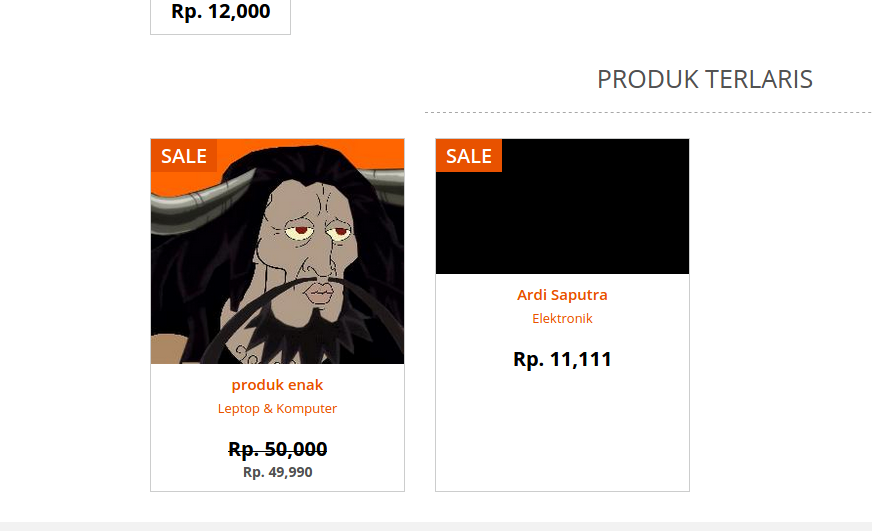 Rp. 12,000
PRODUK TERLARIS
SALE
produk enak
Leptop & Komputer
Rp. 50,000
Rp. 49,990
SALE
Ardi Saputra
Elektronik
Rp. 11,111